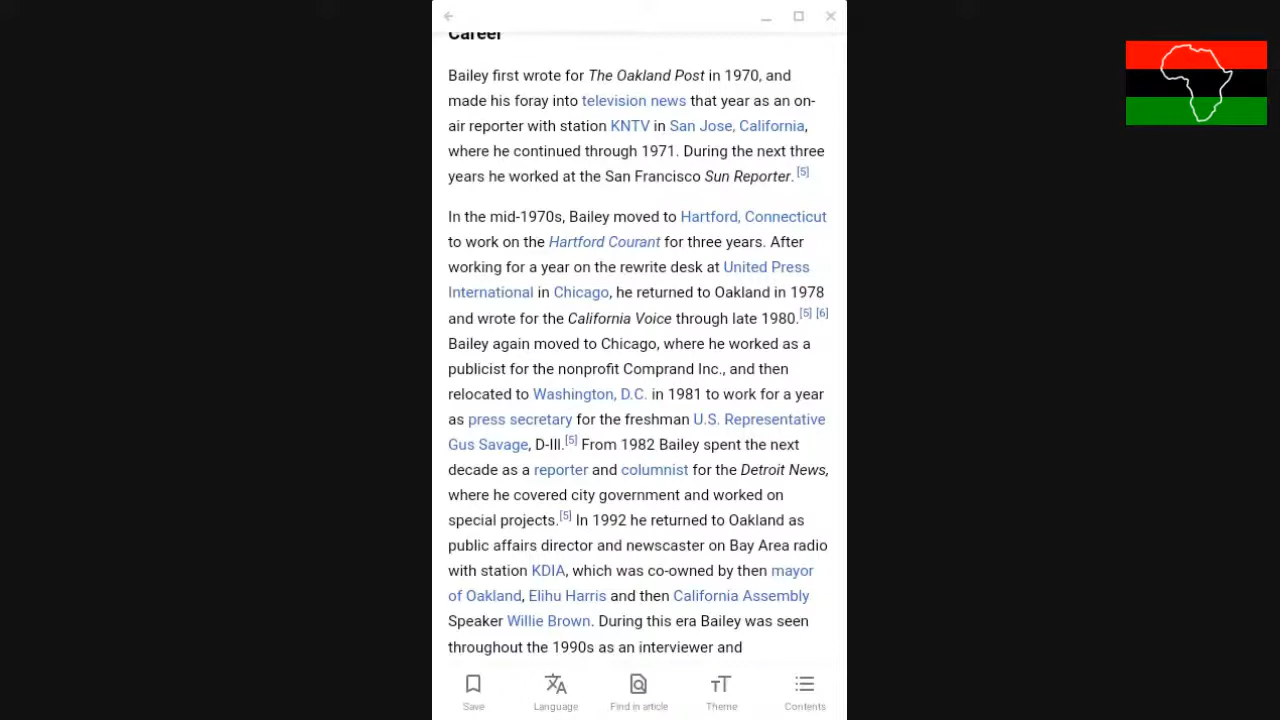 Career
Bailey first wrote for The Oakland Post in 1970, and
made his foray into television news that year as an on-
air reporter with station KNTV in San Jose, California,
where he continued through 1971. During the next three
years he worked at the San Francisco Sun Reporter. [5]
In the mid-1970s, Bailey moved to Hartford, Connecticut
to work on the Hartford Courant for three years. After
working for a year on the rewrite desk at United Press
International in Chicago, he returned to Oakland in 1978
and wrote for the California Voice through late 1980.[5] [6]
Bailey again moved to Chicago, where he worked as a
publicist for the nonprofit Comprand Inc., and then
relocated to Washington, D.C. in 1981 to work for a year
as press secretary for the freshman U.S. Representative
Gus Savage, D-Ill.[5] From 1982 Bailey spent the next
decade as a reporter and columnist for the Detroit News,
where he covered city government and worked on
special projects.[5] In 1992 he returned to Oakland as
public affairs director and newscaster on Bay Area radio
with station KDIA, which was co-owned by then mayor
of Oakland, Elihu Harris and then California Assembly
Speaker Willie Brown. During this era Bailey was seen
throughout the 1990s as an interviewer and
Save Language Find in article Theme Contents